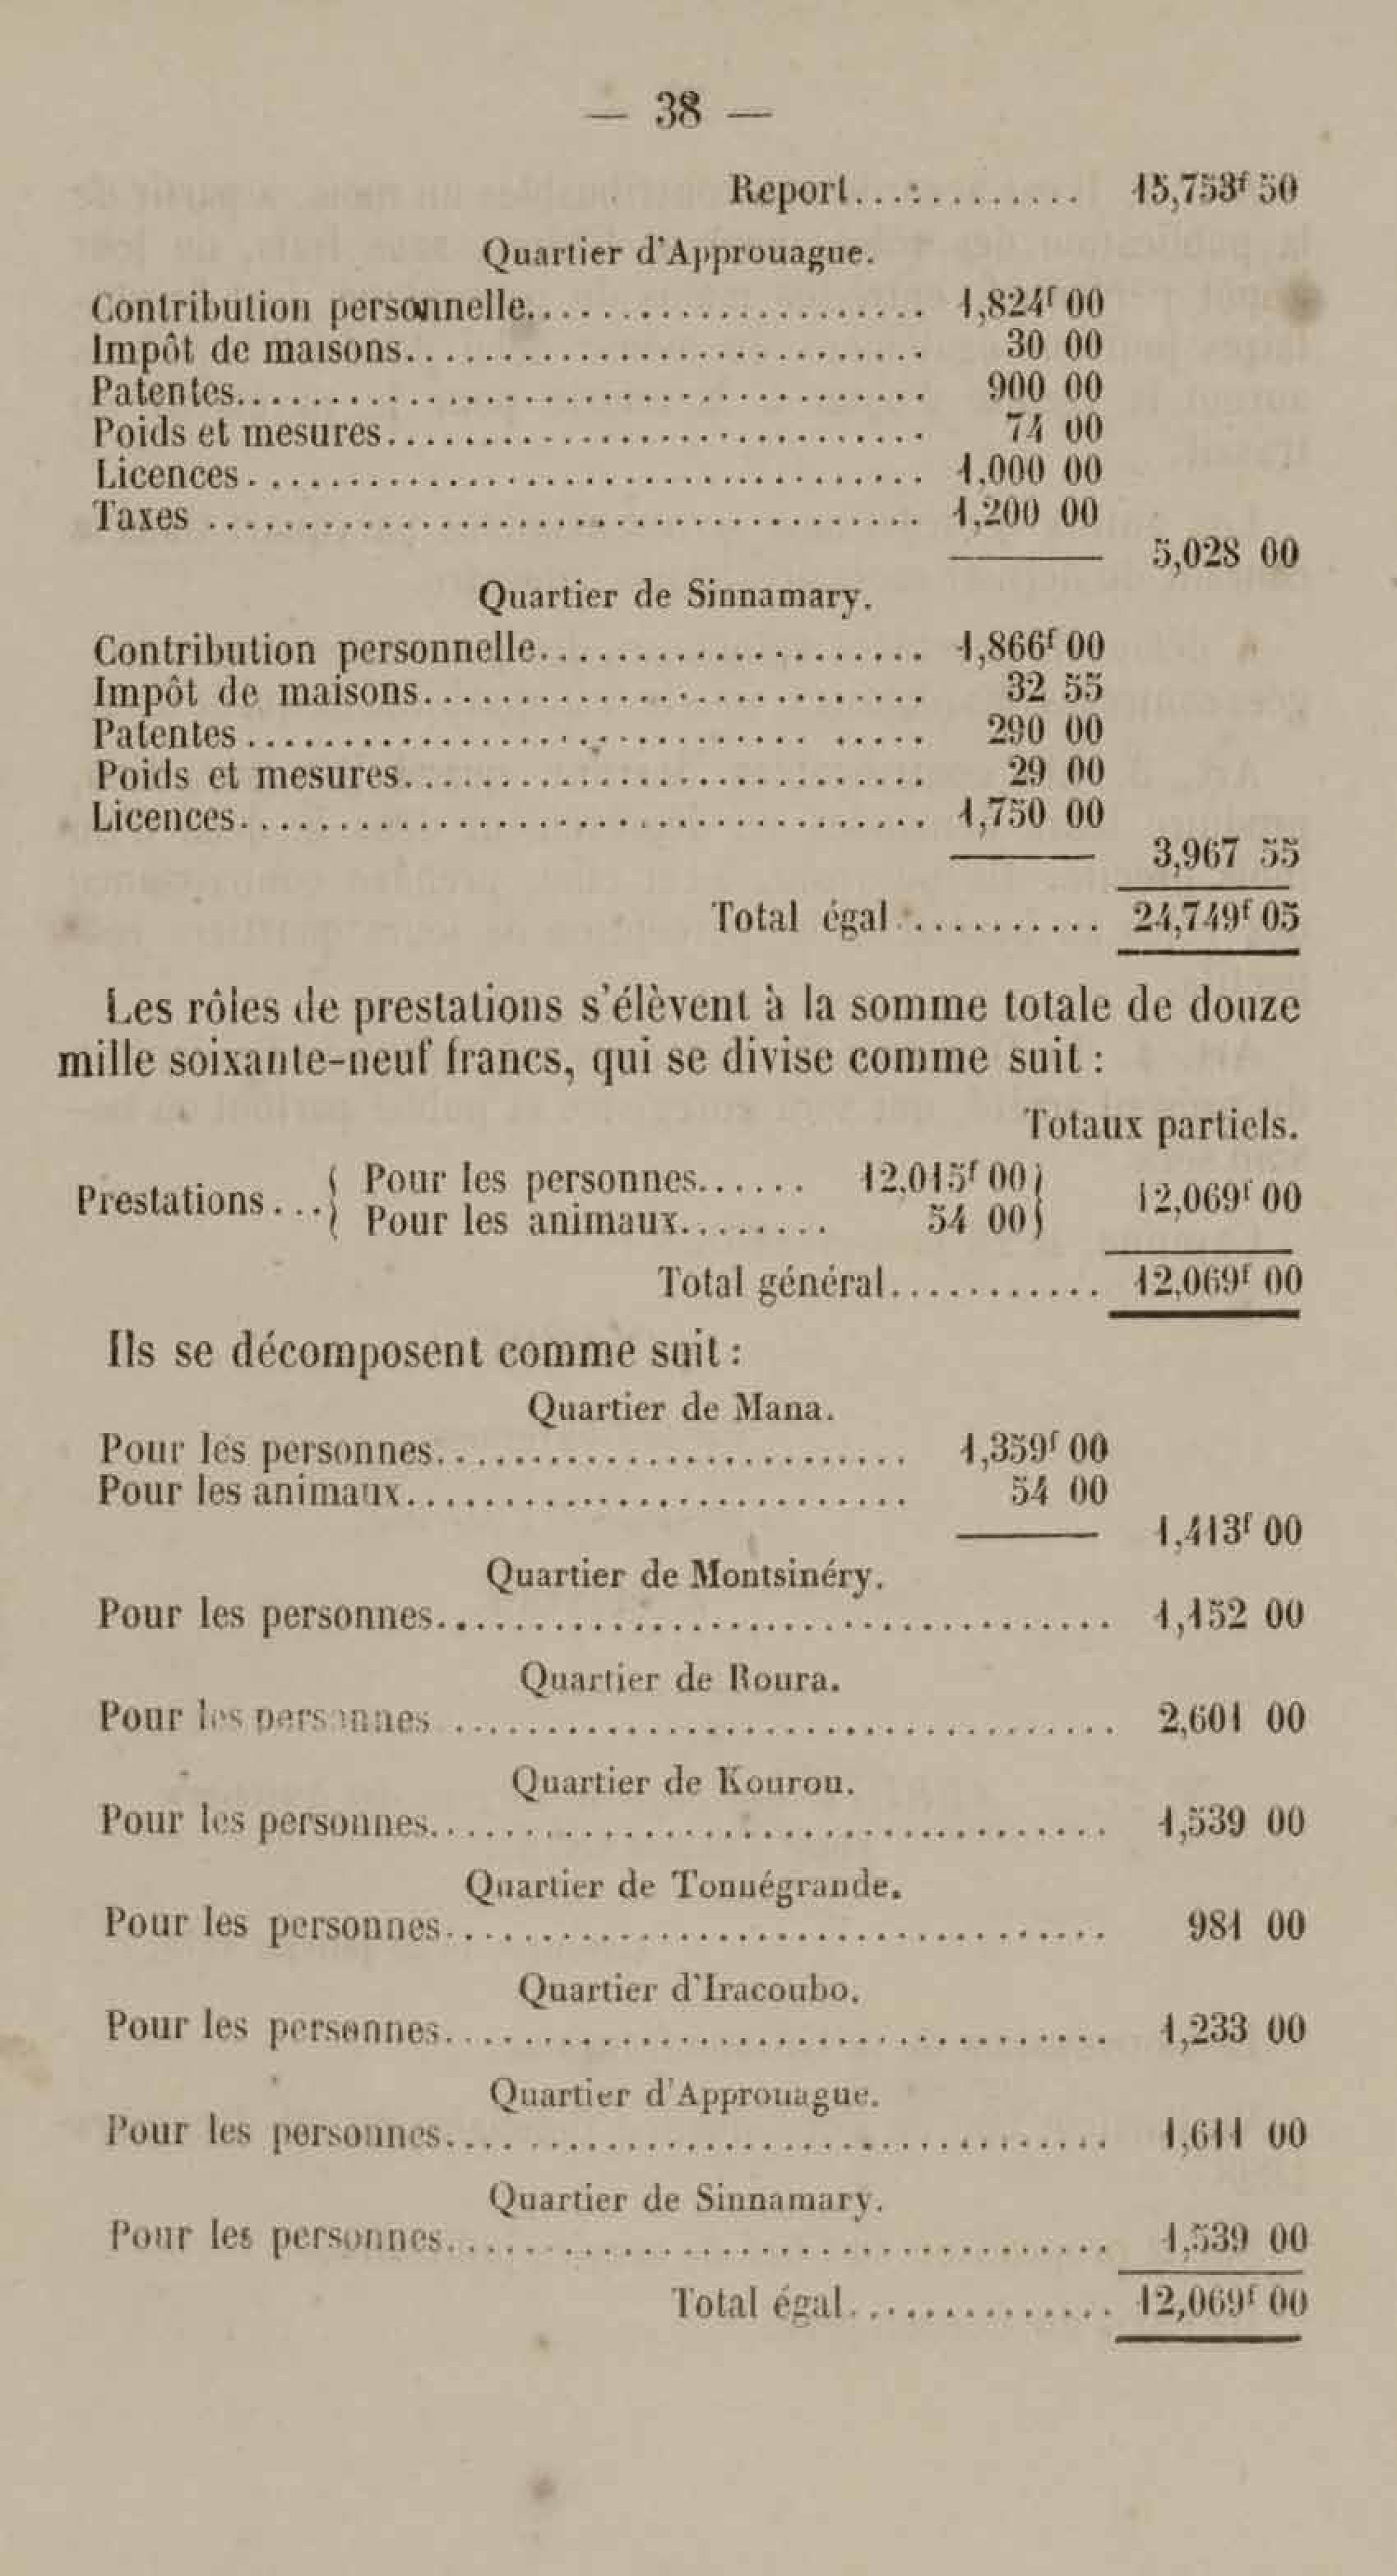 — 38 —
Report............ 15,753f 50
Quartier d'Approuague.
Contribution personnelle..................... 1,824f 00
Impôt de maisons............................ 30 00
Patentes.................................... 900 00
Poids et mesures............................ 74 00
Licences.................................... 1,000 00
Taxes ...................................... 1,200 00
5,028 00
Quartier de Sinnamary.
Contribution personnelle.................... 1,866f 00
Impôt de maisons........................... 32 55
Patentes................................... 290 00
Poids et mesures........................... 29 00
Licences................................... 1,750 00
3,967 55
Total égal........... 24,749f 05
Les rôles de prestations s'élèvent à la somme totale de douze
mille soixante-neuf francs, qui se divise comme suit :
Totaux partiels.
Prestations... { Pour les personnes...... 12,015f 00 } 12,069f 00
Pour les animaux........ 54 00
Total général........... 12,069f 00
Ils se décomposent comme suit :
Quartier de Mana.
Pour les personnes......................... 1,359f 00
Pour les animaux........................... 54 00
1,413f 00
Quartier de Montsinéry.
Pour les personnes.................................... 1,152 00
Quartier de Roura.
Pour les personnes ................................... 2,601 00
Quartier de Kourou.
Pour les personnes.................................... 1,539 00
Quartier de Tonnégrande.
Pour les personnes................................... 981 00
Quartier d'Iracoubo.
Pour les personnes................................... 1,233 00
Quartier d'Approuague.
Pour les personnes................................... 1,611 00
Quartier de Sinnamary.
Pour les personnes................................... 1,539 00
Total égal.............. 12,069f 00